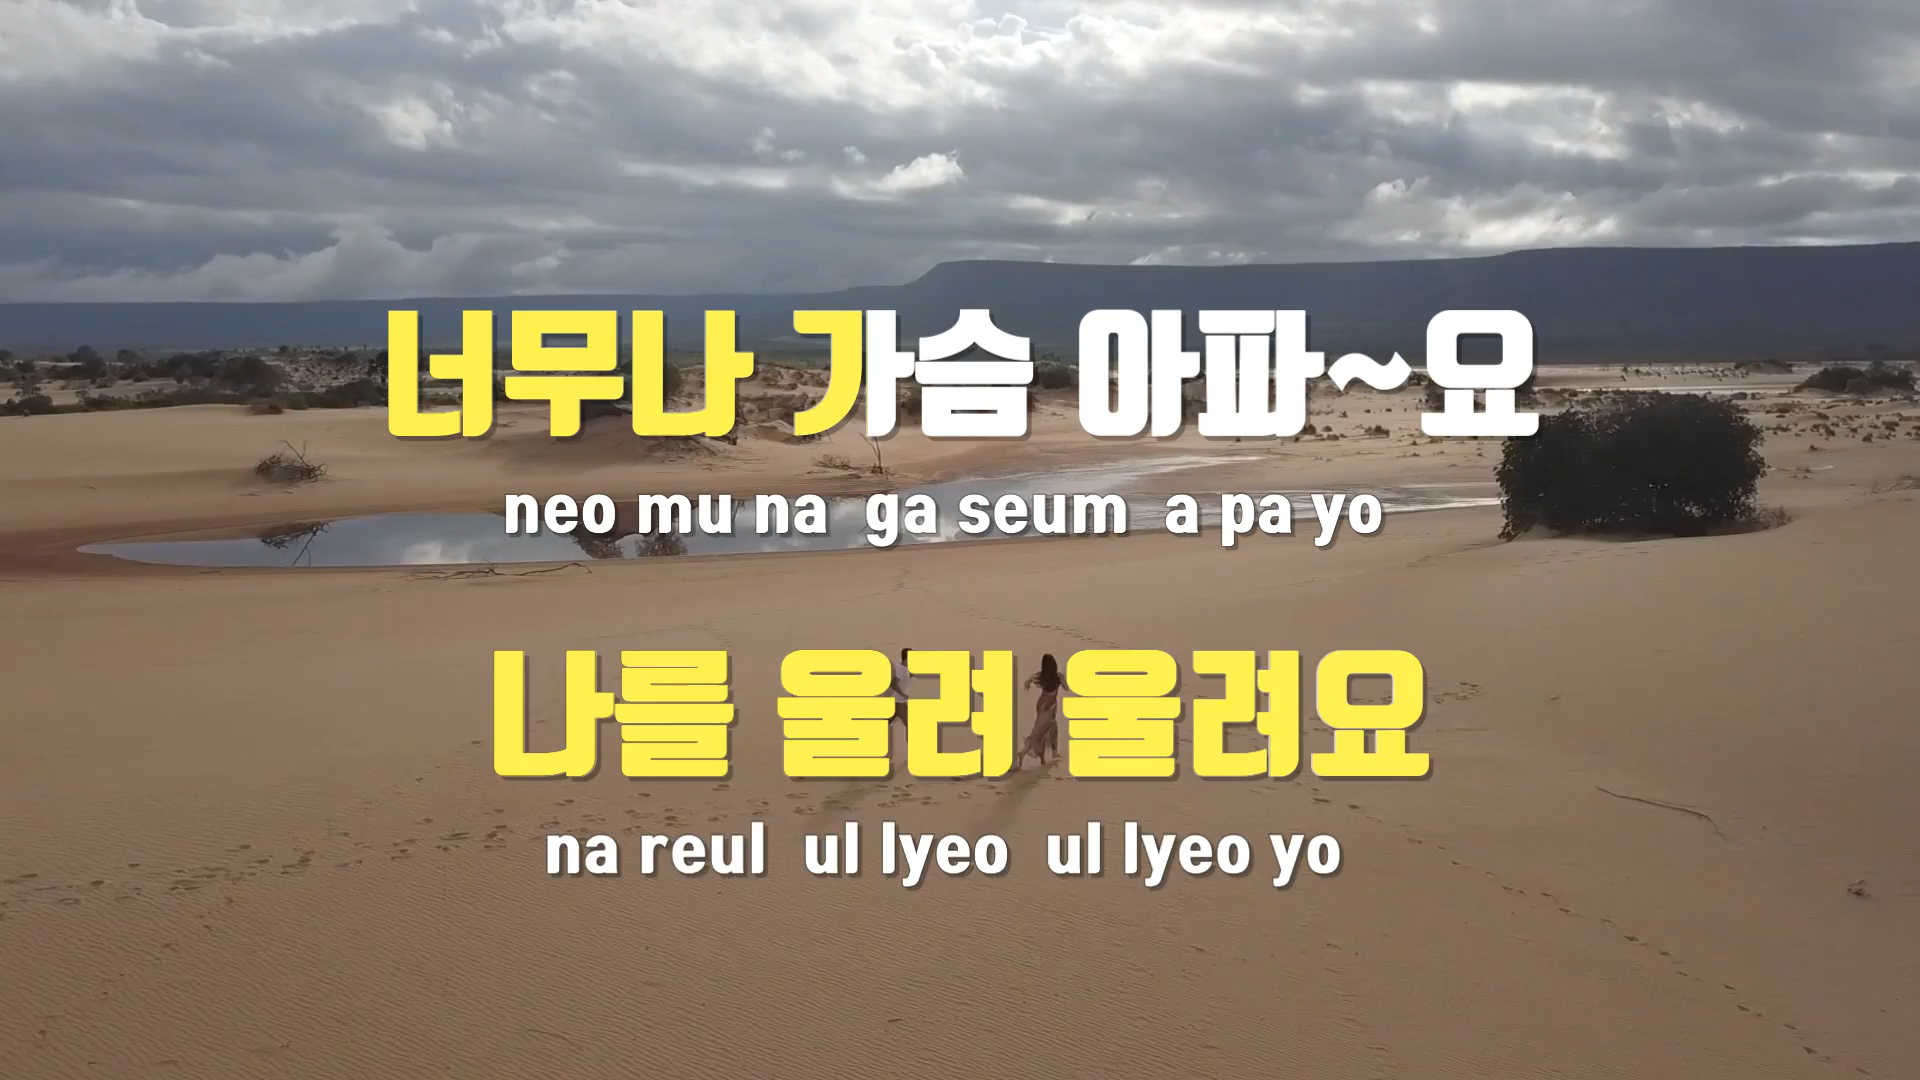 너무나 가슴 아파~요
neo mu na ga seum a pa yo
나를 울려 울려요
na reul ul lyeo ul lyeo yo